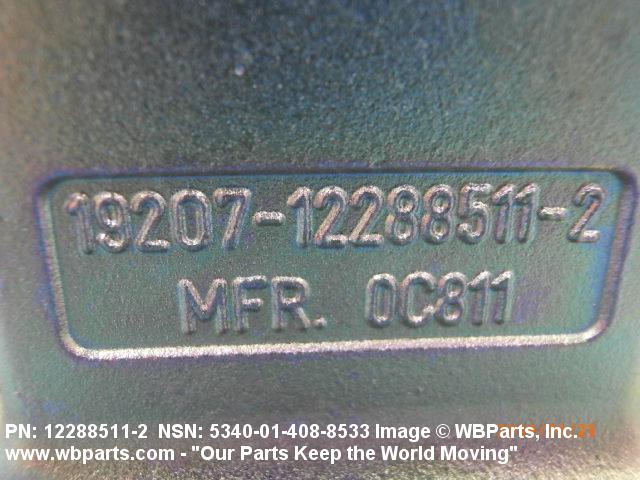 19207-12288511-2
MFR. 0C811
PN: 12288511-2 NSN: 5340-01-408-8533 Image © WBParts, Inc.
www.wbparts.com - "Our Parts Keep the World Moving"